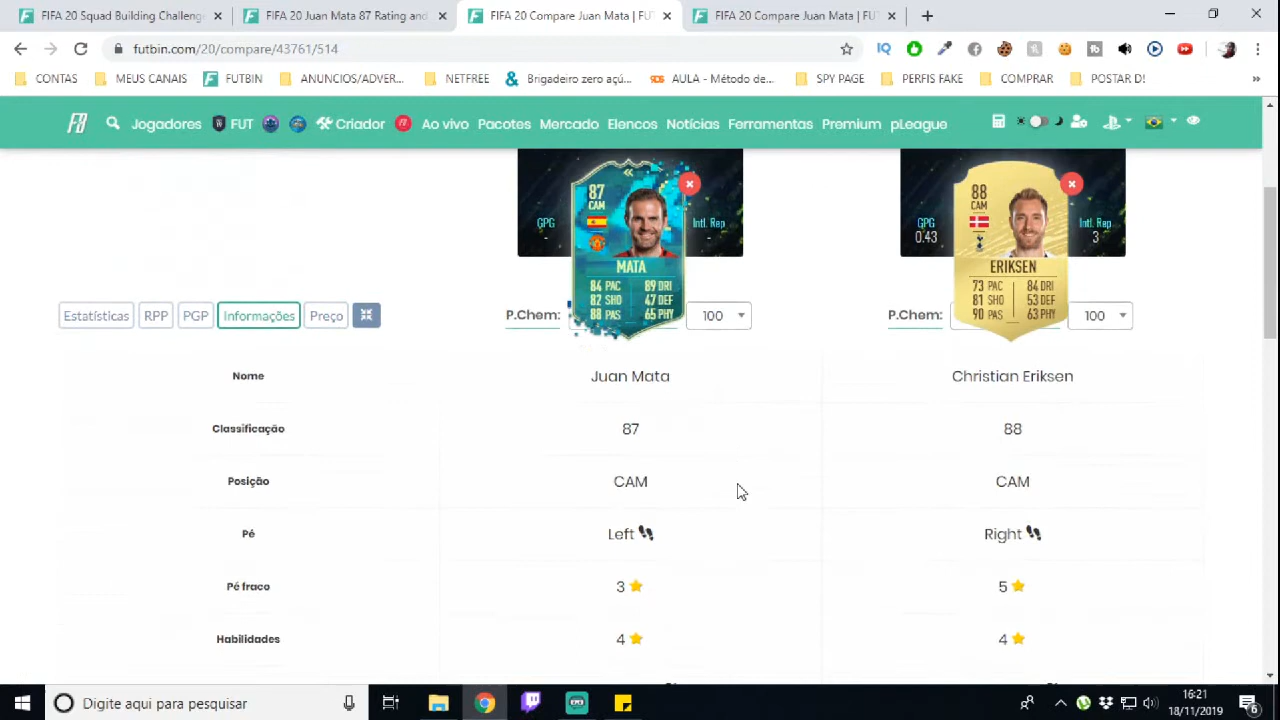 FIFA 20 Squad Building Challenge
FIFA 20 Juan Mata 87 Rating and
FIFA 20 Compare Juan Mata | FUT
FIFA 20 Compare Juan Mata | FUT
futbin.com/20/compare/43761/514
CONTAS
MEUS CANAIS
FUTBIN
ANUNCIOS/ADVER...
NETFREE
Brigadeiro zero açú...
AULA - Método de...
SPY PAGE
PERFIS FAKE
COMPRAR
POSTAR D!
Jogadores FUT Criador Ao vivo Pacotes Mercado Elencos Notícias Ferramentas Premium pLeague
87
CAM
GPG
-
Intl. Rep
-
MATA
84 PAC 89 DRI
82 SHO 47 DEF
88 PAS 65 PHY
88
CAM
GPG
0.43
Intl. Rep
3
ERIKSEN
73 PAC 84 DRI
81 SHO 53 DEF
90 PAS 63 PHY
Estatísticas RPP PGP Informações Preço
P.Chem: 100
P.Chem: 100
Nome Juan Mata Christian Eriksen
Classificação 87 88
Posição CAM CAM
Pé Left Right
Pé fraco 3 5
Habilidades 4 4
Digite aqui para pesquisar
16:21
18/11/2019
6